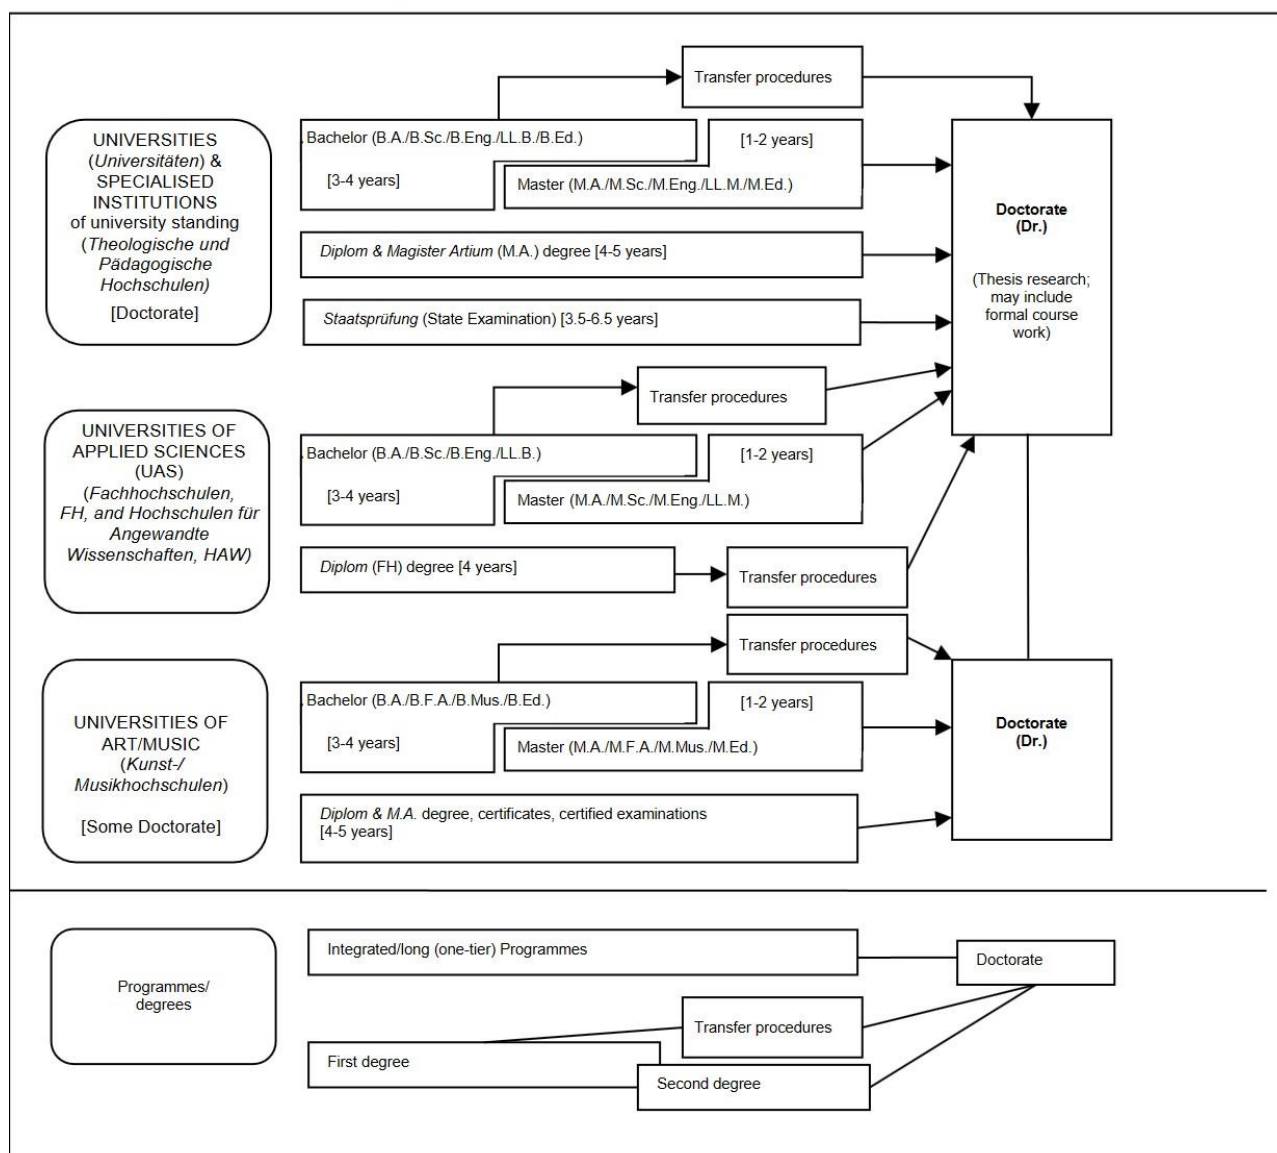 Transfer procedures
UNIVERSITIES
(Universitäten) &
SPECIALISED
INSTITUTIONS
of university standing
(Theologische und
Pädagogische
Hochschulen)
[Doctorate]
Bachelor (B.A./B.Sc./B.Eng./LL.B./B.Ed.)
[3-4 years]
[1-2 years]
Master (M.A./M.Sc./M.Eng./LL.M./M.Ed.)
Diplom & Magister Artium (M.A.) degree [4-5 years]
Staatsprüfung (State Examination) [3.5-6.5 years]
Doctorate
(Dr.)
(Thesis research;
may include
formal course
work)
Transfer procedures
UNIVERSITIES OF
APPLIED SCIENCES
(UAS)
(Fachhochschulen,
FH, and Hochschulen für
Angewandte
Wissenschaften, HAW)
Bachelor (B.A./B.Sc./B.Eng./LL.B.)
[3-4 years]
[1-2 years]
Master (M.A./M.Sc./M.Eng./LL.M.)
Diplom (FH) degree [4 years]
Transfer procedures
Transfer procedures
UNIVERSITIES OF
ART/MUSIC
(Kunst-/
Musikhochschulen)
[Some Doctorate]
Bachelor (B.A./B.F.A./B.Mus./B.Ed.)
[3-4 years]
[1-2 years]
Master (M.A./M.F.A./M.Mus./M.Ed.)
Diplom & M.A. degree, certificates, certified examinations
[4-5 years]
Doctorate
(Dr.)
Programmes/
degrees
Integrated/long (one-tier) Programmes
Doctorate
Transfer procedures
First degree
Second degree